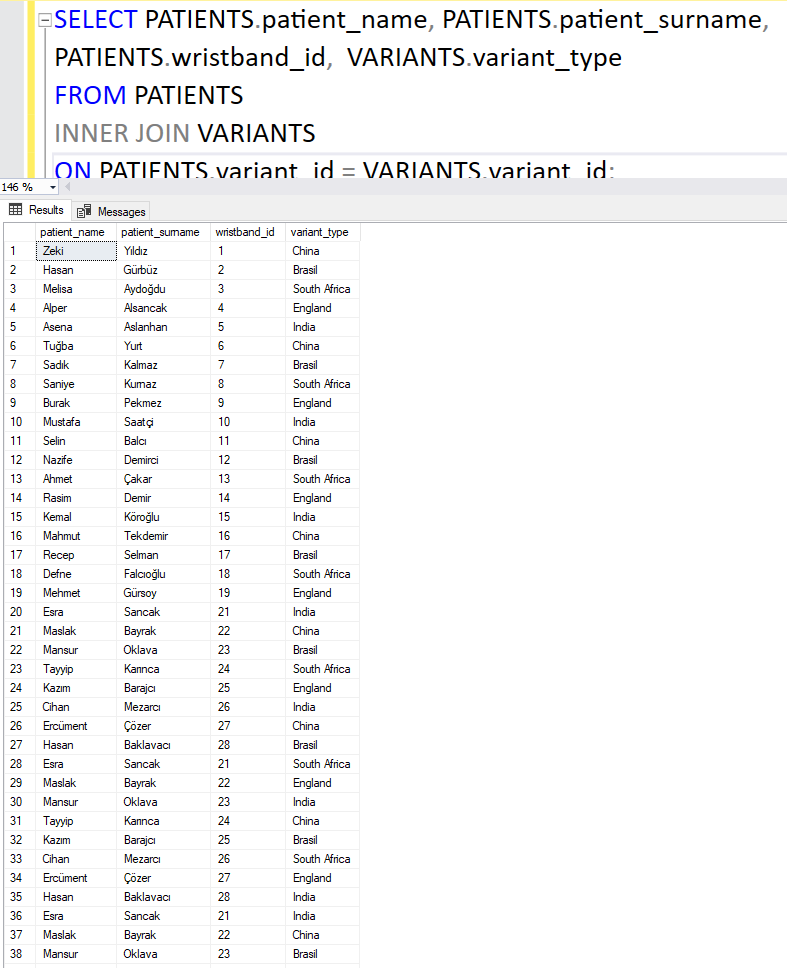 SELECT PATIENTS.patient_name, PATIENTS.patient_surname,
PATIENTS.wristband_id, VARIANTS.variant_type
FROM PATIENTS
INNER JOIN VARIANTS
ON PATIENTS.variant_id = VARIANTS.variant_id;
146 %
Results Messages
patient_name patient_surname wristband_id variant_type
1 Zeki Yıldız 1 China
2 Hasan Gürbüz 2 Brasil
3 Melisa Aydoğdu 3 South Africa
4 Alper Alsancak 4 England
5 Asena Aslanhan 5 India
6 Tuğba Yurt 6 China
7 Sadık Kalmaz 7 Brasil
8 Saniye Kurnaz 8 South Africa
9 Burak Pekmez 9 England
10 Mustafa Saatçi 10 India
11 Selin Balcı 11 China
12 Nazife Demirci 12 Brasil
13 Ahmet Çakar 13 South Africa
14 Rasim Demir 14 England
15 Kemal Köroğlu 15 India
16 Mahmut Tekdemir 16 China
17 Recep Selman 17 Brasil
18 Defne Falcıoğlu 18 South Africa
19 Mehmet Gürsoy 19 England
20 Esra Sancak 21 India
21 Maslak Bayrak 22 China
22 Mansur Oklava 23 Brasil
23 Tayyip Karınca 24 South Africa
24 Kazım Barajcı 25 England
25 Cihan Mezarcı 26 India
26 Ercüment Çözer 27 China
27 Hasan Baklavacı 28 Brasil
28 Esra Sancak 21 South Africa
29 Maslak Bayrak 22 England
30 Mansur Oklava 23 India
31 Tayyip Karınca 24 China
32 Kazım Barajcı 25 Brasil
33 Cihan Mezarcı 26 South Africa
34 Ercüment Çözer 27 England
35 Hasan Baklavacı 28 India
36 Esra Sancak 21 India
37 Maslak Bayrak 22 China
38 Mansur Oklava 23 Brasil